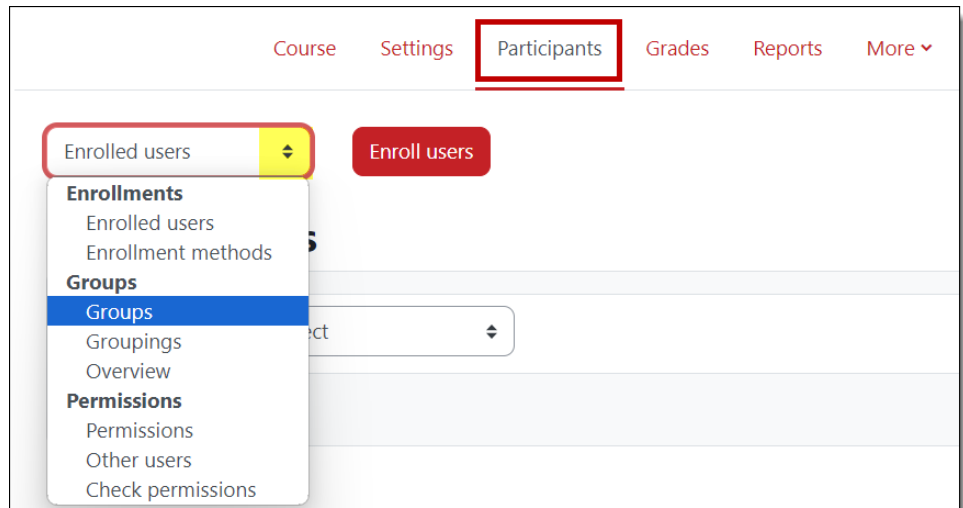 Course Settings Participants Grades Reports More
Enrolled users Enroll users
Enrollments
Enrolled users
Enrollment methods
Groups
Groups
Groupings
Overview
Permissions
Permissions
Other users
Check permissions